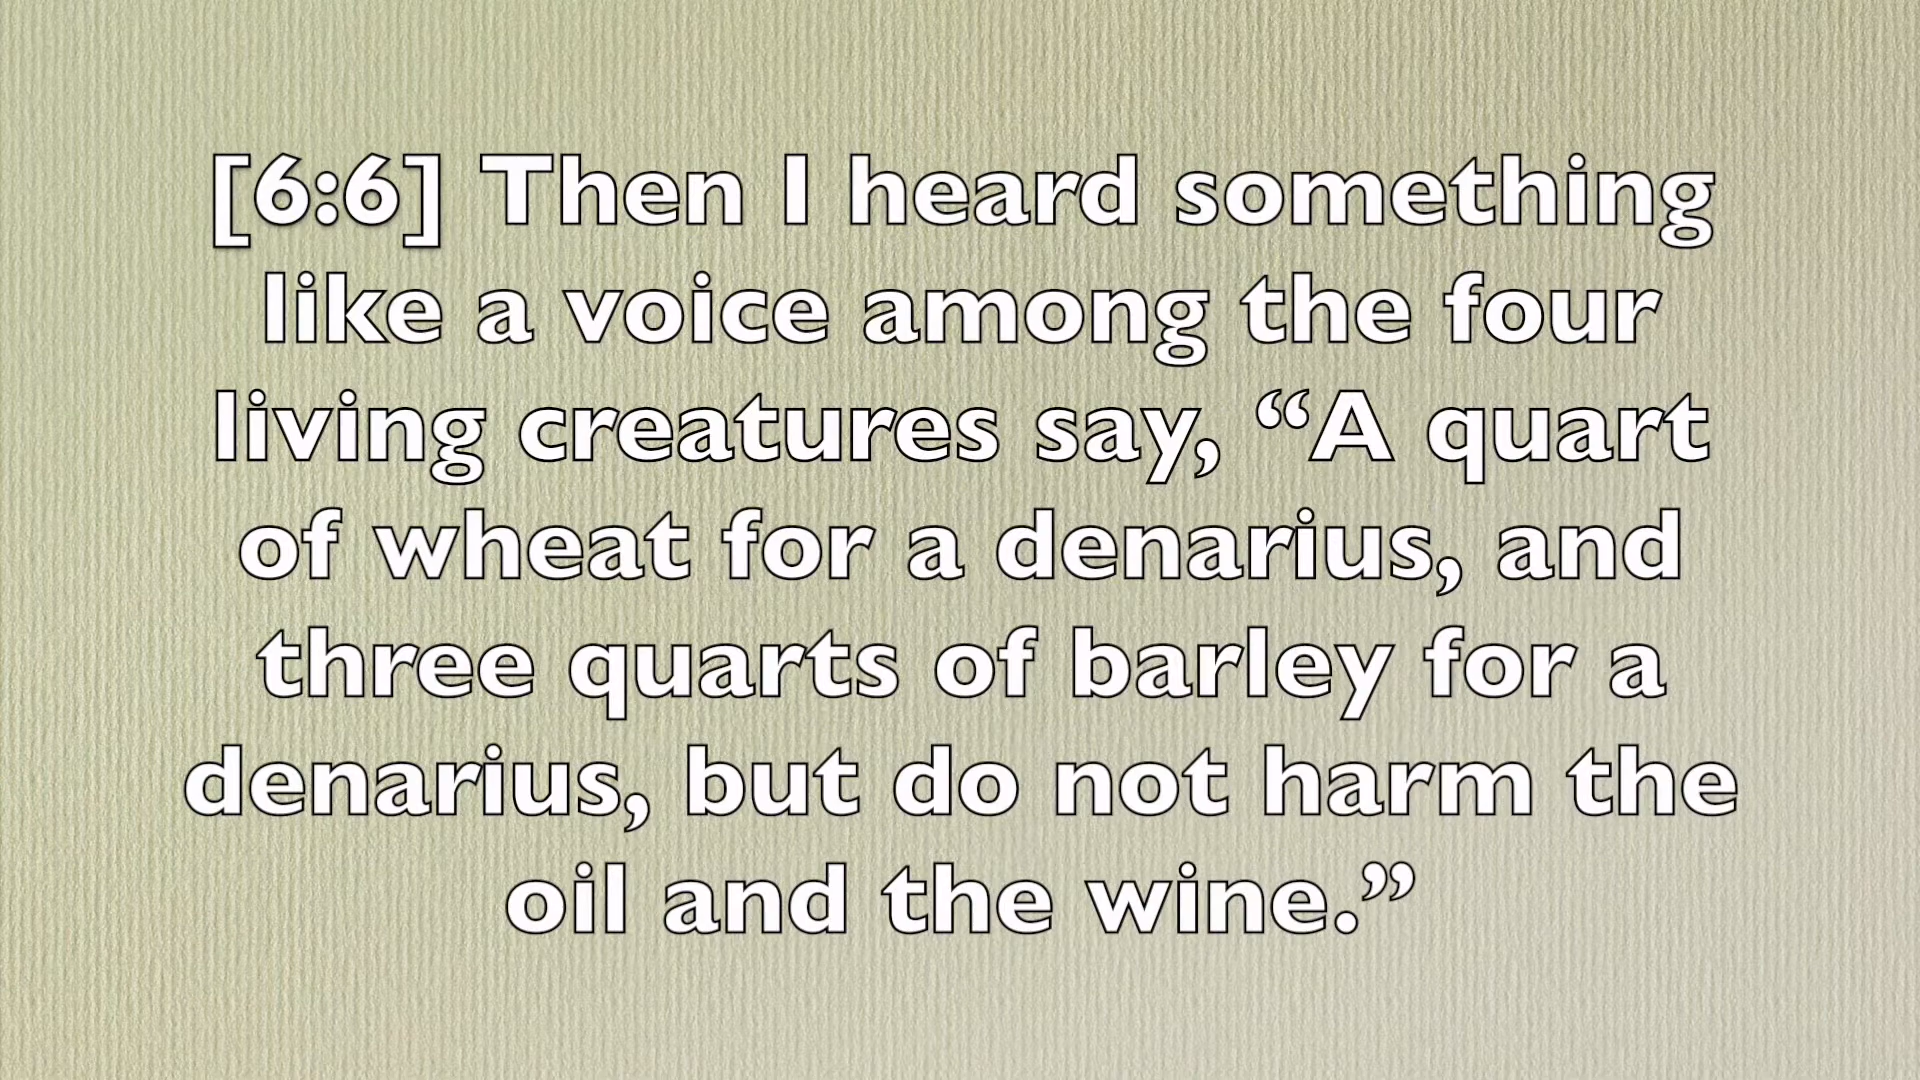 [6:6] Then I heard something
like a voice among the four
living creatures say, “A quart
of wheat for a denarius, and
three quarts of barley for a
denarius, but do not harm the
oil and the wine.”